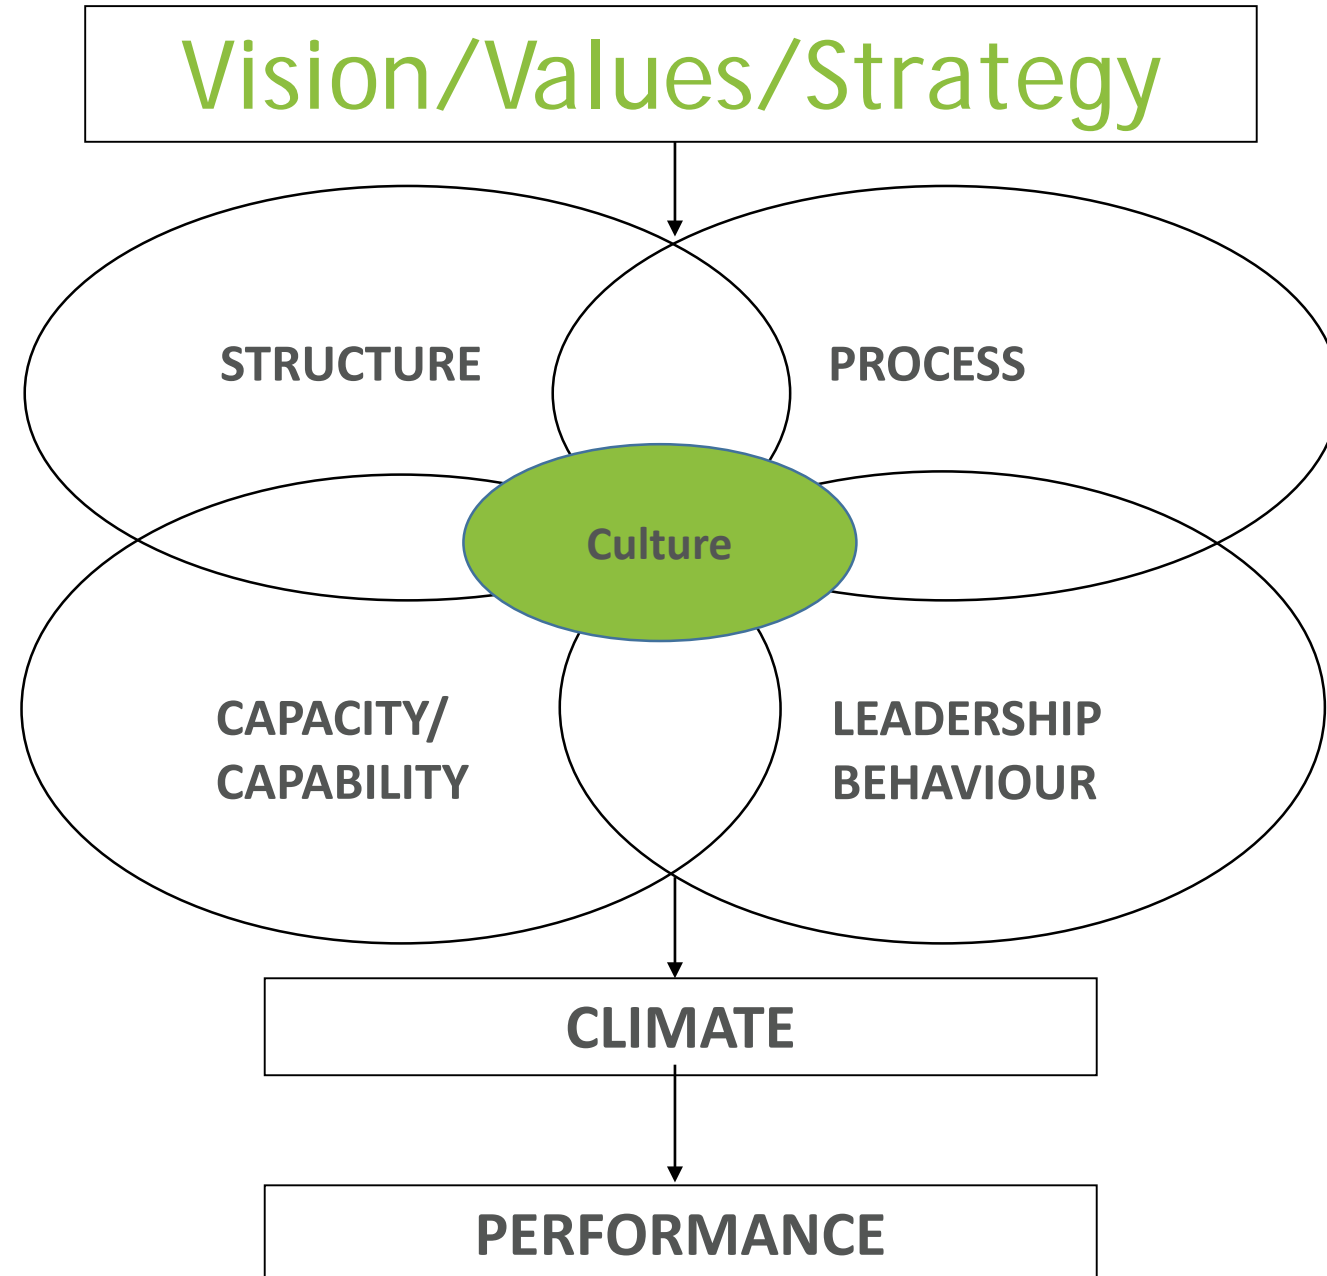 Vision/Values/Strategy
STRUCTURE
PROCESS
Culture
CAPACITY/
CAPABILITY
LEADERSHIP
BEHAVIOUR
CLIMATE
PERFORMANCE